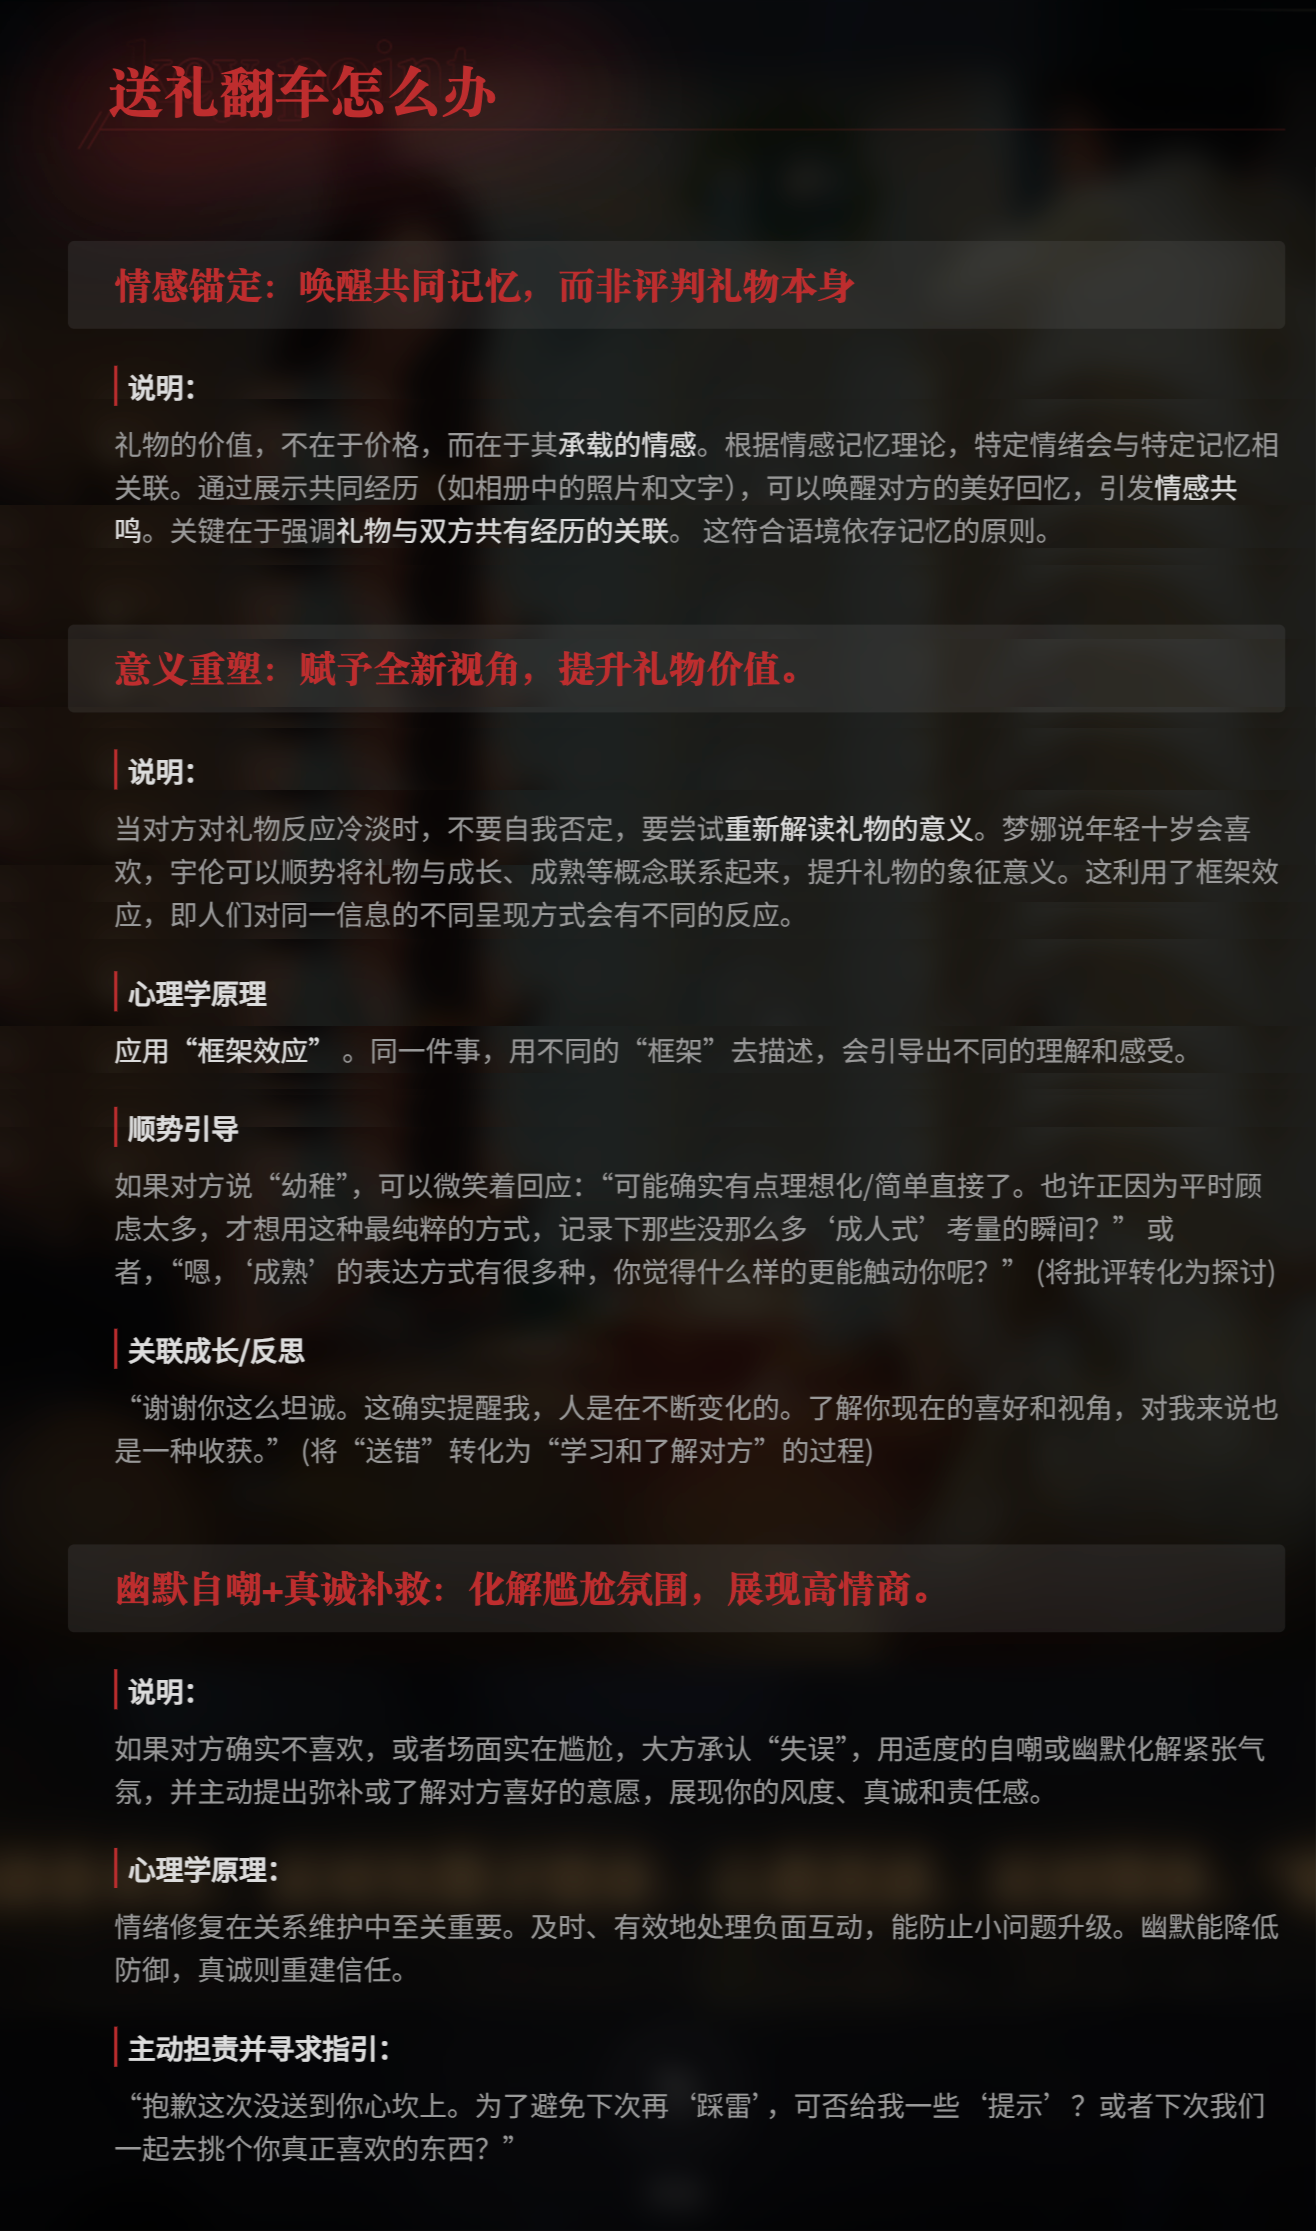 送礼翻车怎么办
情感锚定：唤醒共同记忆，而非评判礼物本身
说明：
礼物的价值，不在于价格，而在于其承载的情感。根据情感记忆理论，特定情绪会与特定记忆相
关联。通过展示共同经历（如相册中的照片和文字），可以唤醒对方的美好回忆，引发情感共
鸣。关键在于强调礼物与双方共有经历的关联。 这符合语境依存记忆的原则。
意义重塑：赋予全新视角，提升礼物价值。
说明：
当对方对礼物反应冷淡时，不要自我否定，要尝试重新解读礼物的意义。梦娜说年轻十岁会喜
欢，宇伦可以顺势将礼物与成长、成熟等概念联系起来，提升礼物的象征意义。这利用了框架效
应，即人们对同一信息的不同呈现方式会有不同的反应。
心理学原理
应用“框架效应” 。同一件事，用不同的“框架”去描述，会引导出不同的理解和感受。
顺势引导
如果对方说“幼稚”，可以微笑着回应：“可能确实有点理想化/简单直接了。也许正因为平时顾
虑太多，才想用这种最纯粹的方式，记录下那些没那么多‘成人式’考量的瞬间？” 或
者，“嗯，‘成熟’的表达方式有很多种，你觉得什么样的更能触动你呢？” (将批评转化为探讨)
关联成长/反思
“谢谢你这么坦诚。这确实提醒我，人是在不断变化的。了解你现在的喜好和视角，对我来说也
是一种收获。” (将“送错”转化为“学习和了解对方”的过程)
幽默自嘲+真诚补救：化解尴尬氛围，展现高情商。
说明：
如果对方确实不喜欢，或者场面实在尴尬，大方承认“失误”，用适度的自嘲或幽默化解紧张气
氛，并主动提出弥补或了解对方喜好的意愿，展现你的风度、真诚和责任感。
心理学原理：
情绪修复在关系维护中至关重要。及时、有效地处理负面互动，能防止小问题升级。幽默能降低
防御，真诚则重建信任。
主动担责并寻求指引：
“抱歉这次没送到你心坎上。为了避免下次再‘踩雷’，可否给我一些‘提示’？或者下次我们
一起去挑个你真正喜欢的东西？”